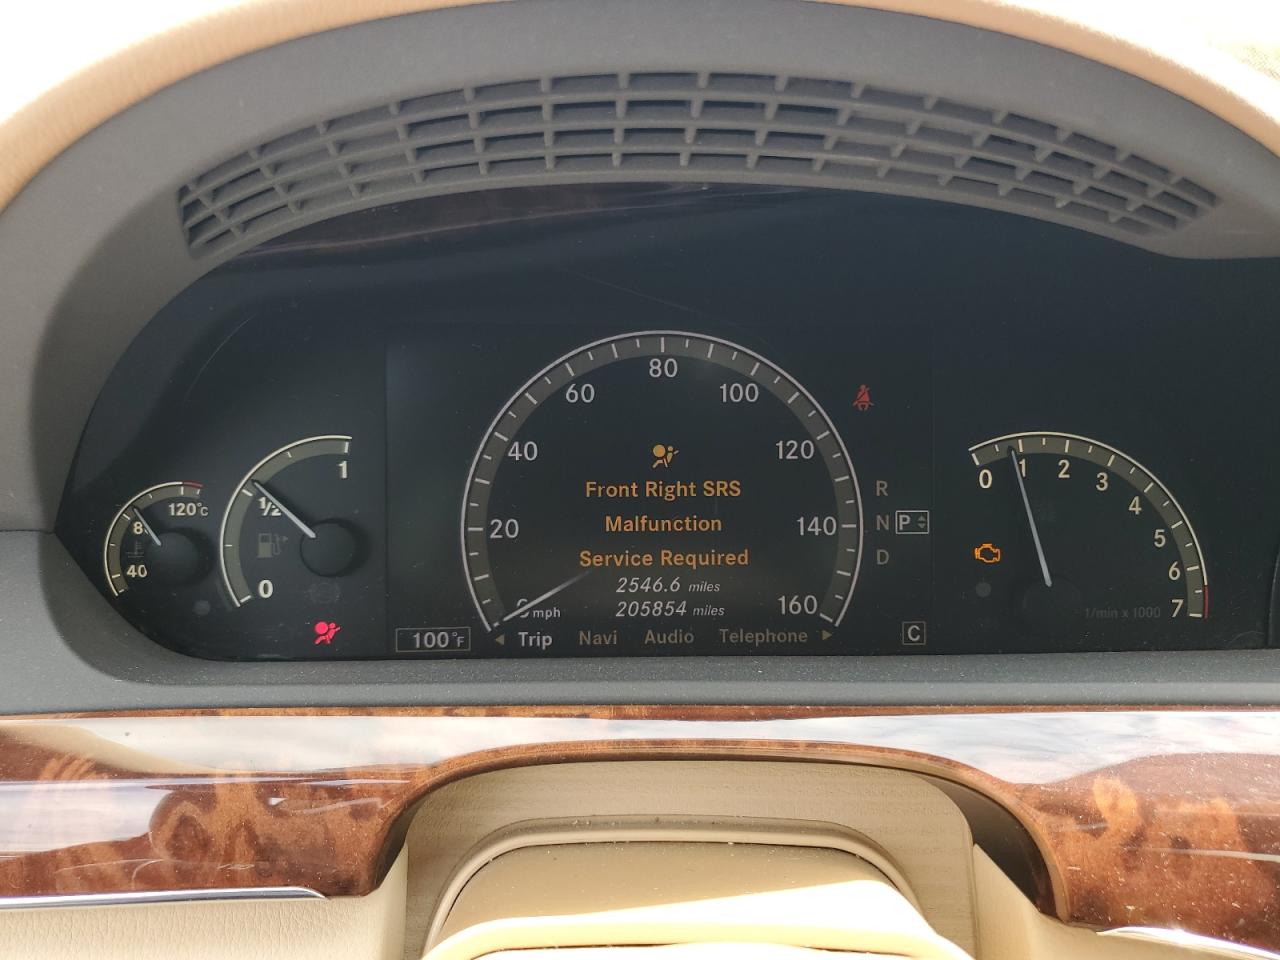 120°C
8
40
1
1/2
0
100°F
20
40
60
80
100
120
140
160
mph
Front Right SRS
Malfunction
Service Required
2546.6 miles
205854 miles
Trip Navi Audio Telephone
R
N P
D
C
0
1
2
3
4
5
6
7
1/min x 1000